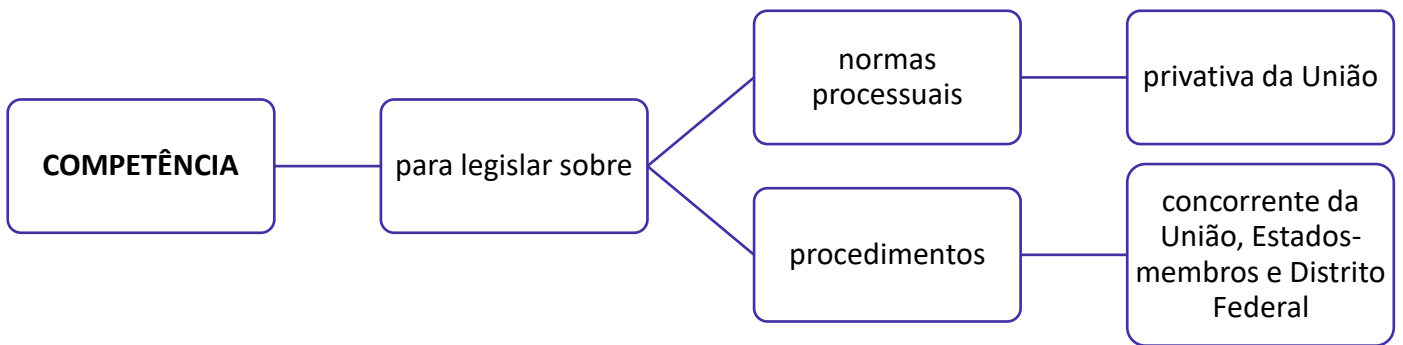 COMPETÊNCIA
para legislar sobre
normas
processuais
privativa da União
procedimentos
concorrente da
União, Estados-
membros e Distrito
Federal